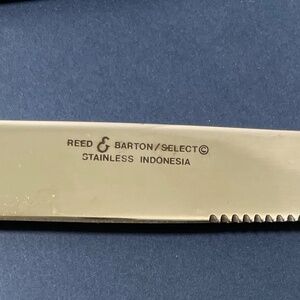 REED & BARTON/SELECT©
STAINLESS INDONESIA